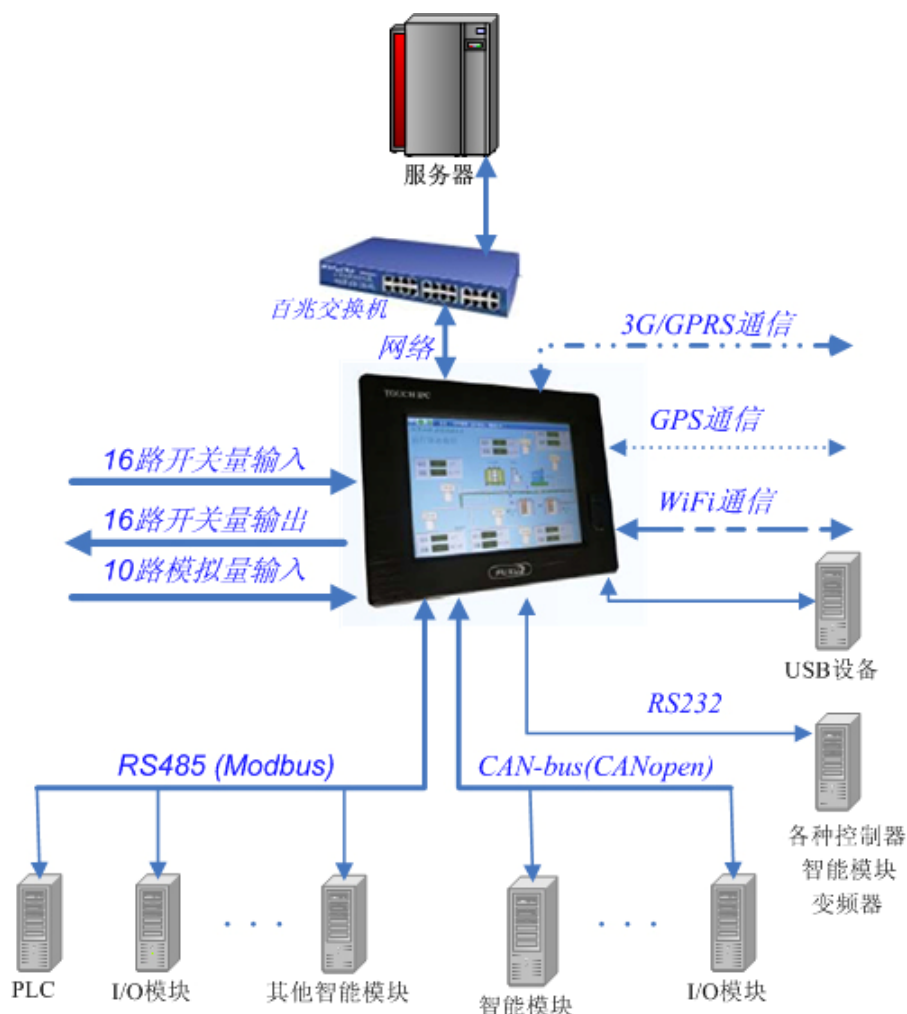 服务器
百兆交换机
网络
3G/GPRS通信
TOUCH IPC
GPS通信
16路开关量输入
WiFi通信
16路开关量输出
10路模拟量输入
USB设备
RS232
RS485 (Modbus)
CAN-bus(CANopen)
各种控制器
智能模块
变频器
PLC
I/O模块
. . .
其他智能模块
智能模块
. . .
I/O模块